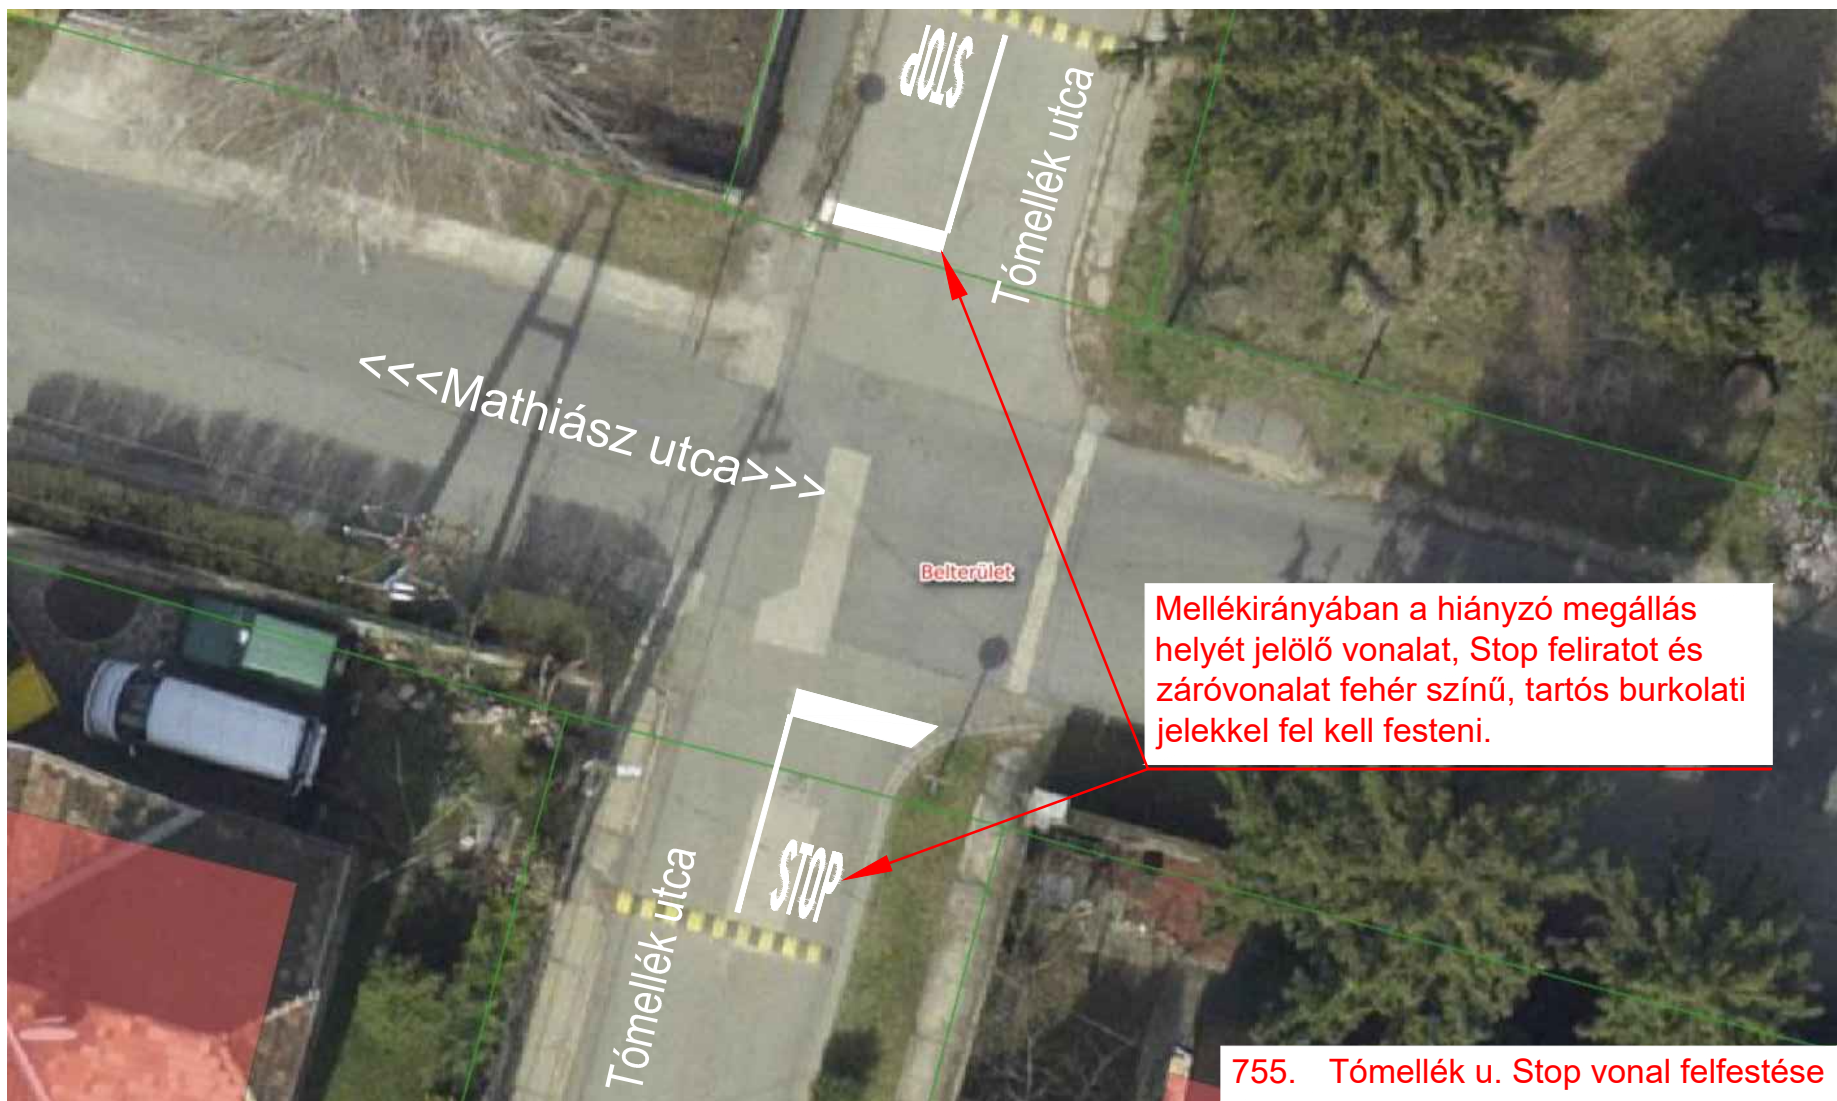 STOP
Tómellék utca
<<<Mathiász utca>>>
Belterület
Mellékirányában a hiányzó megállás
helyét jelölő vonalat, Stop feliratot és
záróvonalat fehér színű, tartós burkolati
jelekkel fel kell festeni.
STOP
Tómellék utca
755. Tómellék u. Stop vonal felfestése